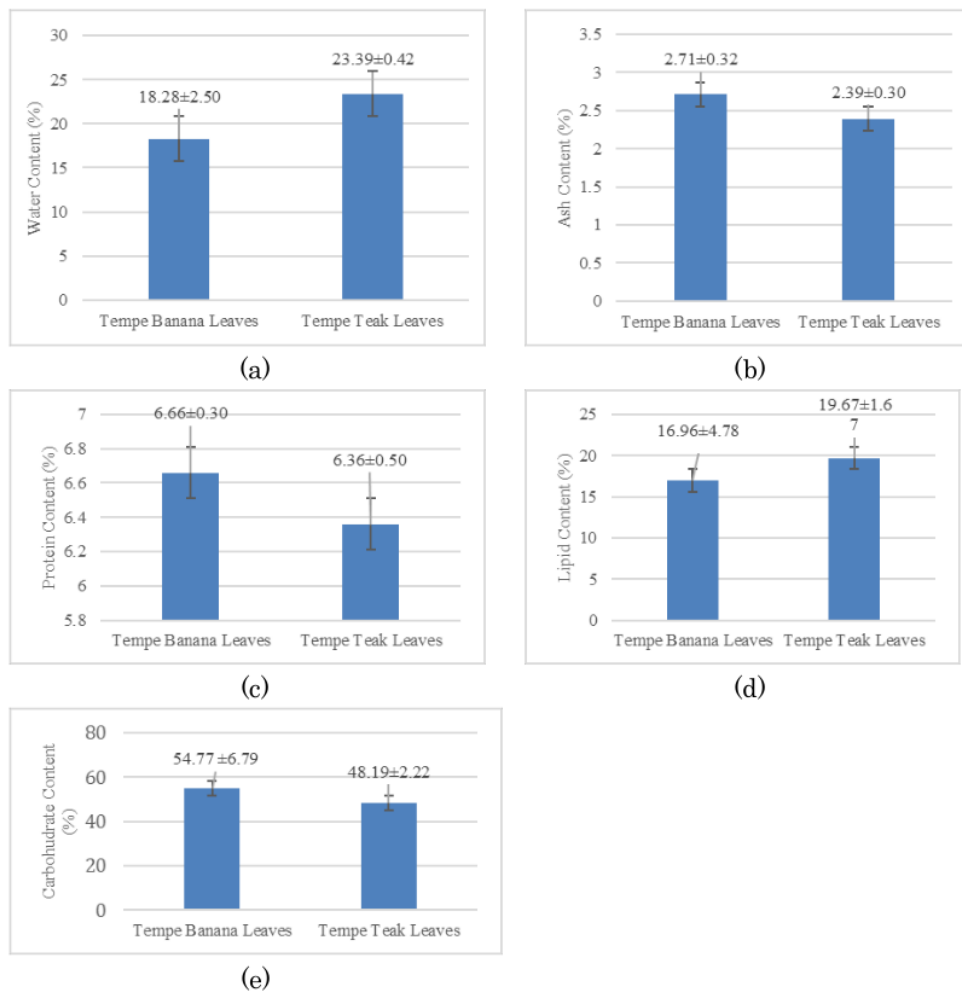 30
25
20
15
10
5
0
Water Content (%)
18.28±2.50
23.39±0.42
Tempe Banana Leaves
Tempe Teak Leaves
(a)
3.5
3
2.5
2
1.5
1
0.5
0
Ash Content (%)
2.71±0.32
2.39±0.30
Tempe Banana Leaves
Tempe Teak Leaves
(b)
7
6.8
6.6
6.4
6.2
6
5.8
Protein Content (%)
6.66±0.30
6.36±0.50
Tempe Banana Leaves
Tempe Teak Leaves
(c)
25
20
15
10
5
0
Lipid Content (%)
16.96±4.78
19.67±1.6
7
Tempe Banana Leaves
Tempe Teak Leaves
(d)
80
60
40
20
0
Carbohudrate Content
(%)
54.77 ±6.79
48.19±2.22
Tempe Banana Leaves
Tempe Teak Leaves
(e)